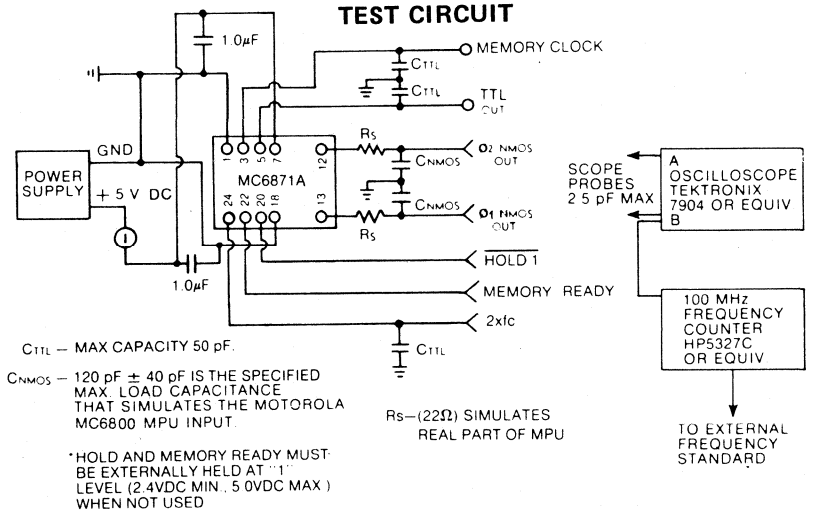 TEST CIRCUIT
1.0µF
MEMORY CLOCK
CTTL
CTTL
TTL
OUT
GND
POWER
SUPPLY
+ 5 V DC
I
1.0µF
1 3 5 7
12
MC6871A
13
24 22 20 18
RS
Ø2 NMOS
OUT
CNMOS
CNMOS
RS
Ø1 NMOS
OUT
HOLD 1
MEMORY READY
2xfc
CTTL
SCOPE
PROBES
2 5 pF MAX
A
OSCILLOSCOPE
TEKTRONIX
7904 OR EQUIV
B
100 MHz
FREQUENCY
COUNTER
HP5327C
OR EQUIV.
TO EXTERNAL
FREQUENCY
STANDARD
CTTL — MAX CAPACITY 50 pF.
CNMOS — 120 pF ± 40 pF IS THE SPECIFIED
MAX. LOAD CAPACITANCE
THAT SIMULATES THE MOTOROLA
MC6800 MPU INPUT.
RS—(22Ω) SIMULATES
REAL PART OF MPU
*HOLD AND MEMORY READY MUST
BE EXTERNALLY HELD AT "1"
LEVEL (2.4VDC MIN., 5 0VDC MAX )
WHEN NOT USED